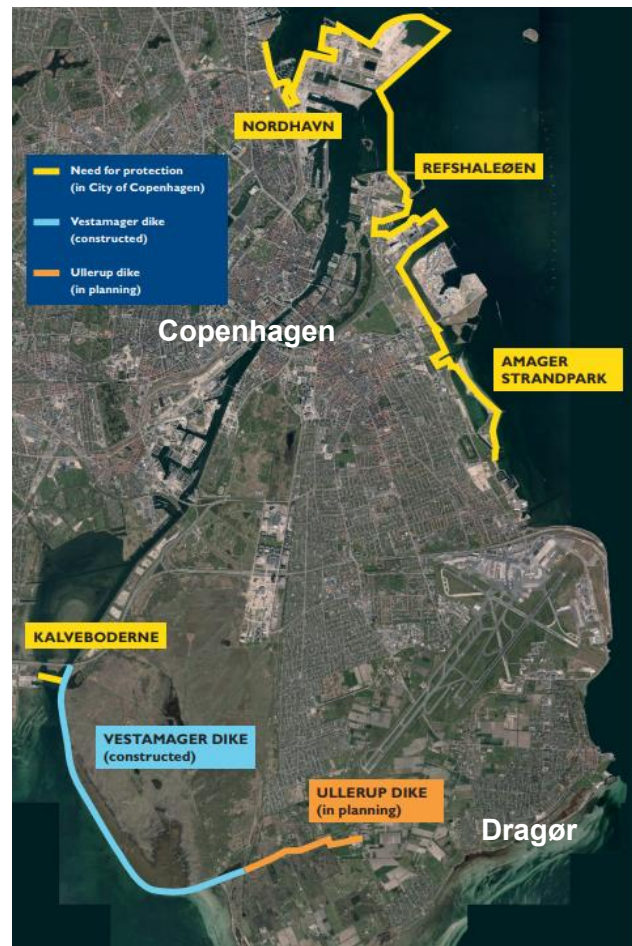 NORDHAVN
REFSHALEØEN
Need for protection
(in City of Copenhagen)
Vestamager dike
(constructed)
Ullerup dike
(in planning)
Copenhagen
AMAGER
STRANDPARK
KALVEBODERNE
VESTAMAGER DIKE
(constructed)
ULLERUP DIKE
(in planning)
Dragør